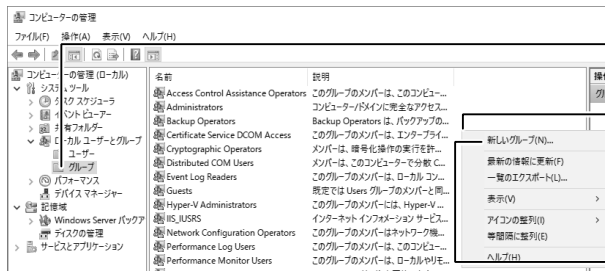 コンピューターの管理
ファイル(F) 操作(A) 表示(V) ヘルプ(H)
コンピューターの管理 (ローカル)
システム ツール
タスク スケジューラ
イベント ビューアー
共有フォルダー
ローカル ユーザーとグループ
ユーザー
グループ
パフォーマンス
デバイス マネージャー
記憶域
Windows Server バックア
ディスクの管理
サービスとアプリケーション
名前 説明
Access Control Assistance Operators このグループのメンバーは、このコンピュー...
Administrators コンピューター/ドメインに完全なアクセス...
Backup Operators Backup Operators は、バックアップの...
Certificate Service DCOM Access このグループのメンバーは、エンタープライ...
Cryptographic Operators メンバーは、暗号化操作の実行を許...
Distributed COM Users メンバーは、このコンピューターで分散 C...
Event Log Readers このグループのメンバーは、ローカル コン...
Guests 既定では Users グループのメンバーと同...
Hyper-V Administrators このグループのメンバーには、Hyper-V ...
IIS_IUSRS インターネット インフォメーション サービス...
Network Configuration Operators このグループのメンバーはネットワーク機...
Performance Log Users このグループのメンバーは、このコンピュー...
Performance Monitor Users このグループのメンバーは、ローカルやリモ...
操
グ
新しいグループ(N)...
最新の情報に更新(F)
一覧のエクスポート(L)...
表示(V)
アイコンの整列(I)
等間隔に整列(E)
ヘルプ(H)